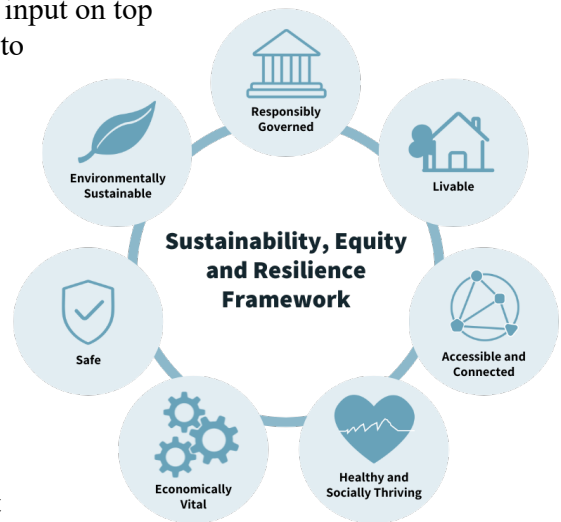 input on top
to
Responsibly
Governed
Environmentally
Sustainable
Livable
Sustainability, Equity
and Resilience
Framework
Safe
Accessible and
Connected
Economically
Vital
Healthy and
Socially Thriving